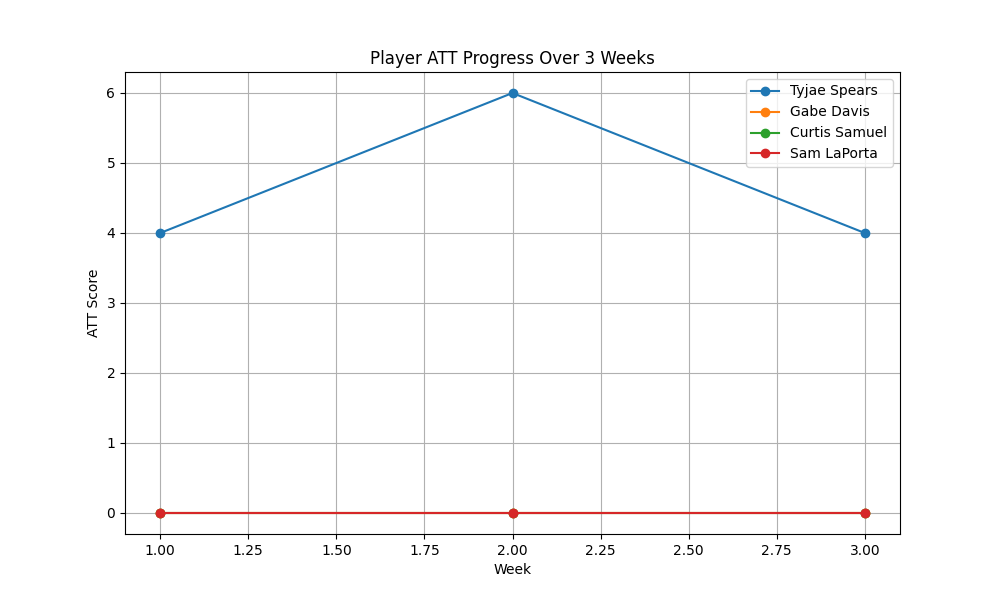 Player ATT Progress Over 3 Weeks
Tyjae Spears
Gabe Davis
Curtis Samuel
Sam LaPorta
ATT Score
6
5
4
3
2
1
0
1.00 1.25 1.50 1.75 2.00 2.25 2.50 2.75 3.00
Week